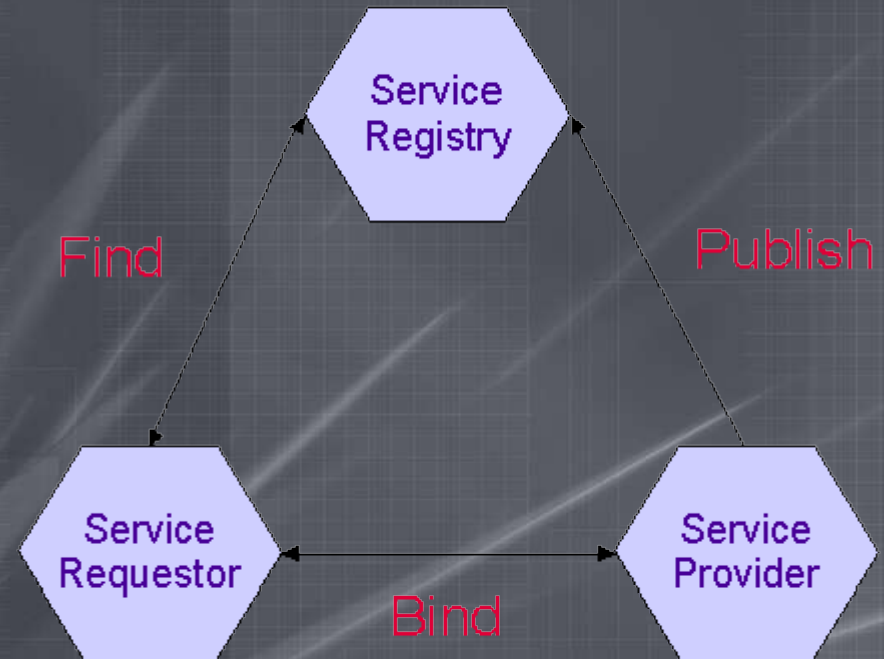 Service
Registry
Find
Publish
Service
Requestor
Service
Provider
Bind